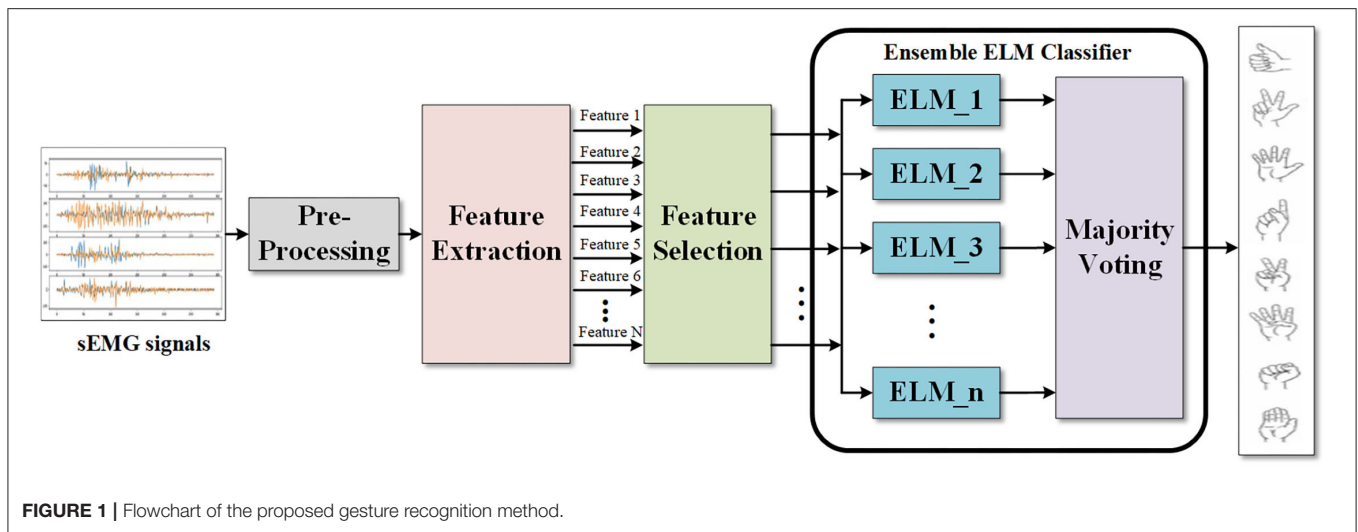 Ensemble ELM Classifier
sEMG signals
Pre-
Processing
Feature
Extraction
Feature 1
Feature 2
Feature 3
Feature 4
Feature 5
Feature 6
Feature N
Feature
Selection
ELM_1
ELM_2
ELM_3
ELM_n
Majority
Voting
FIGURE 1 | Flowchart of the proposed gesture recognition method.